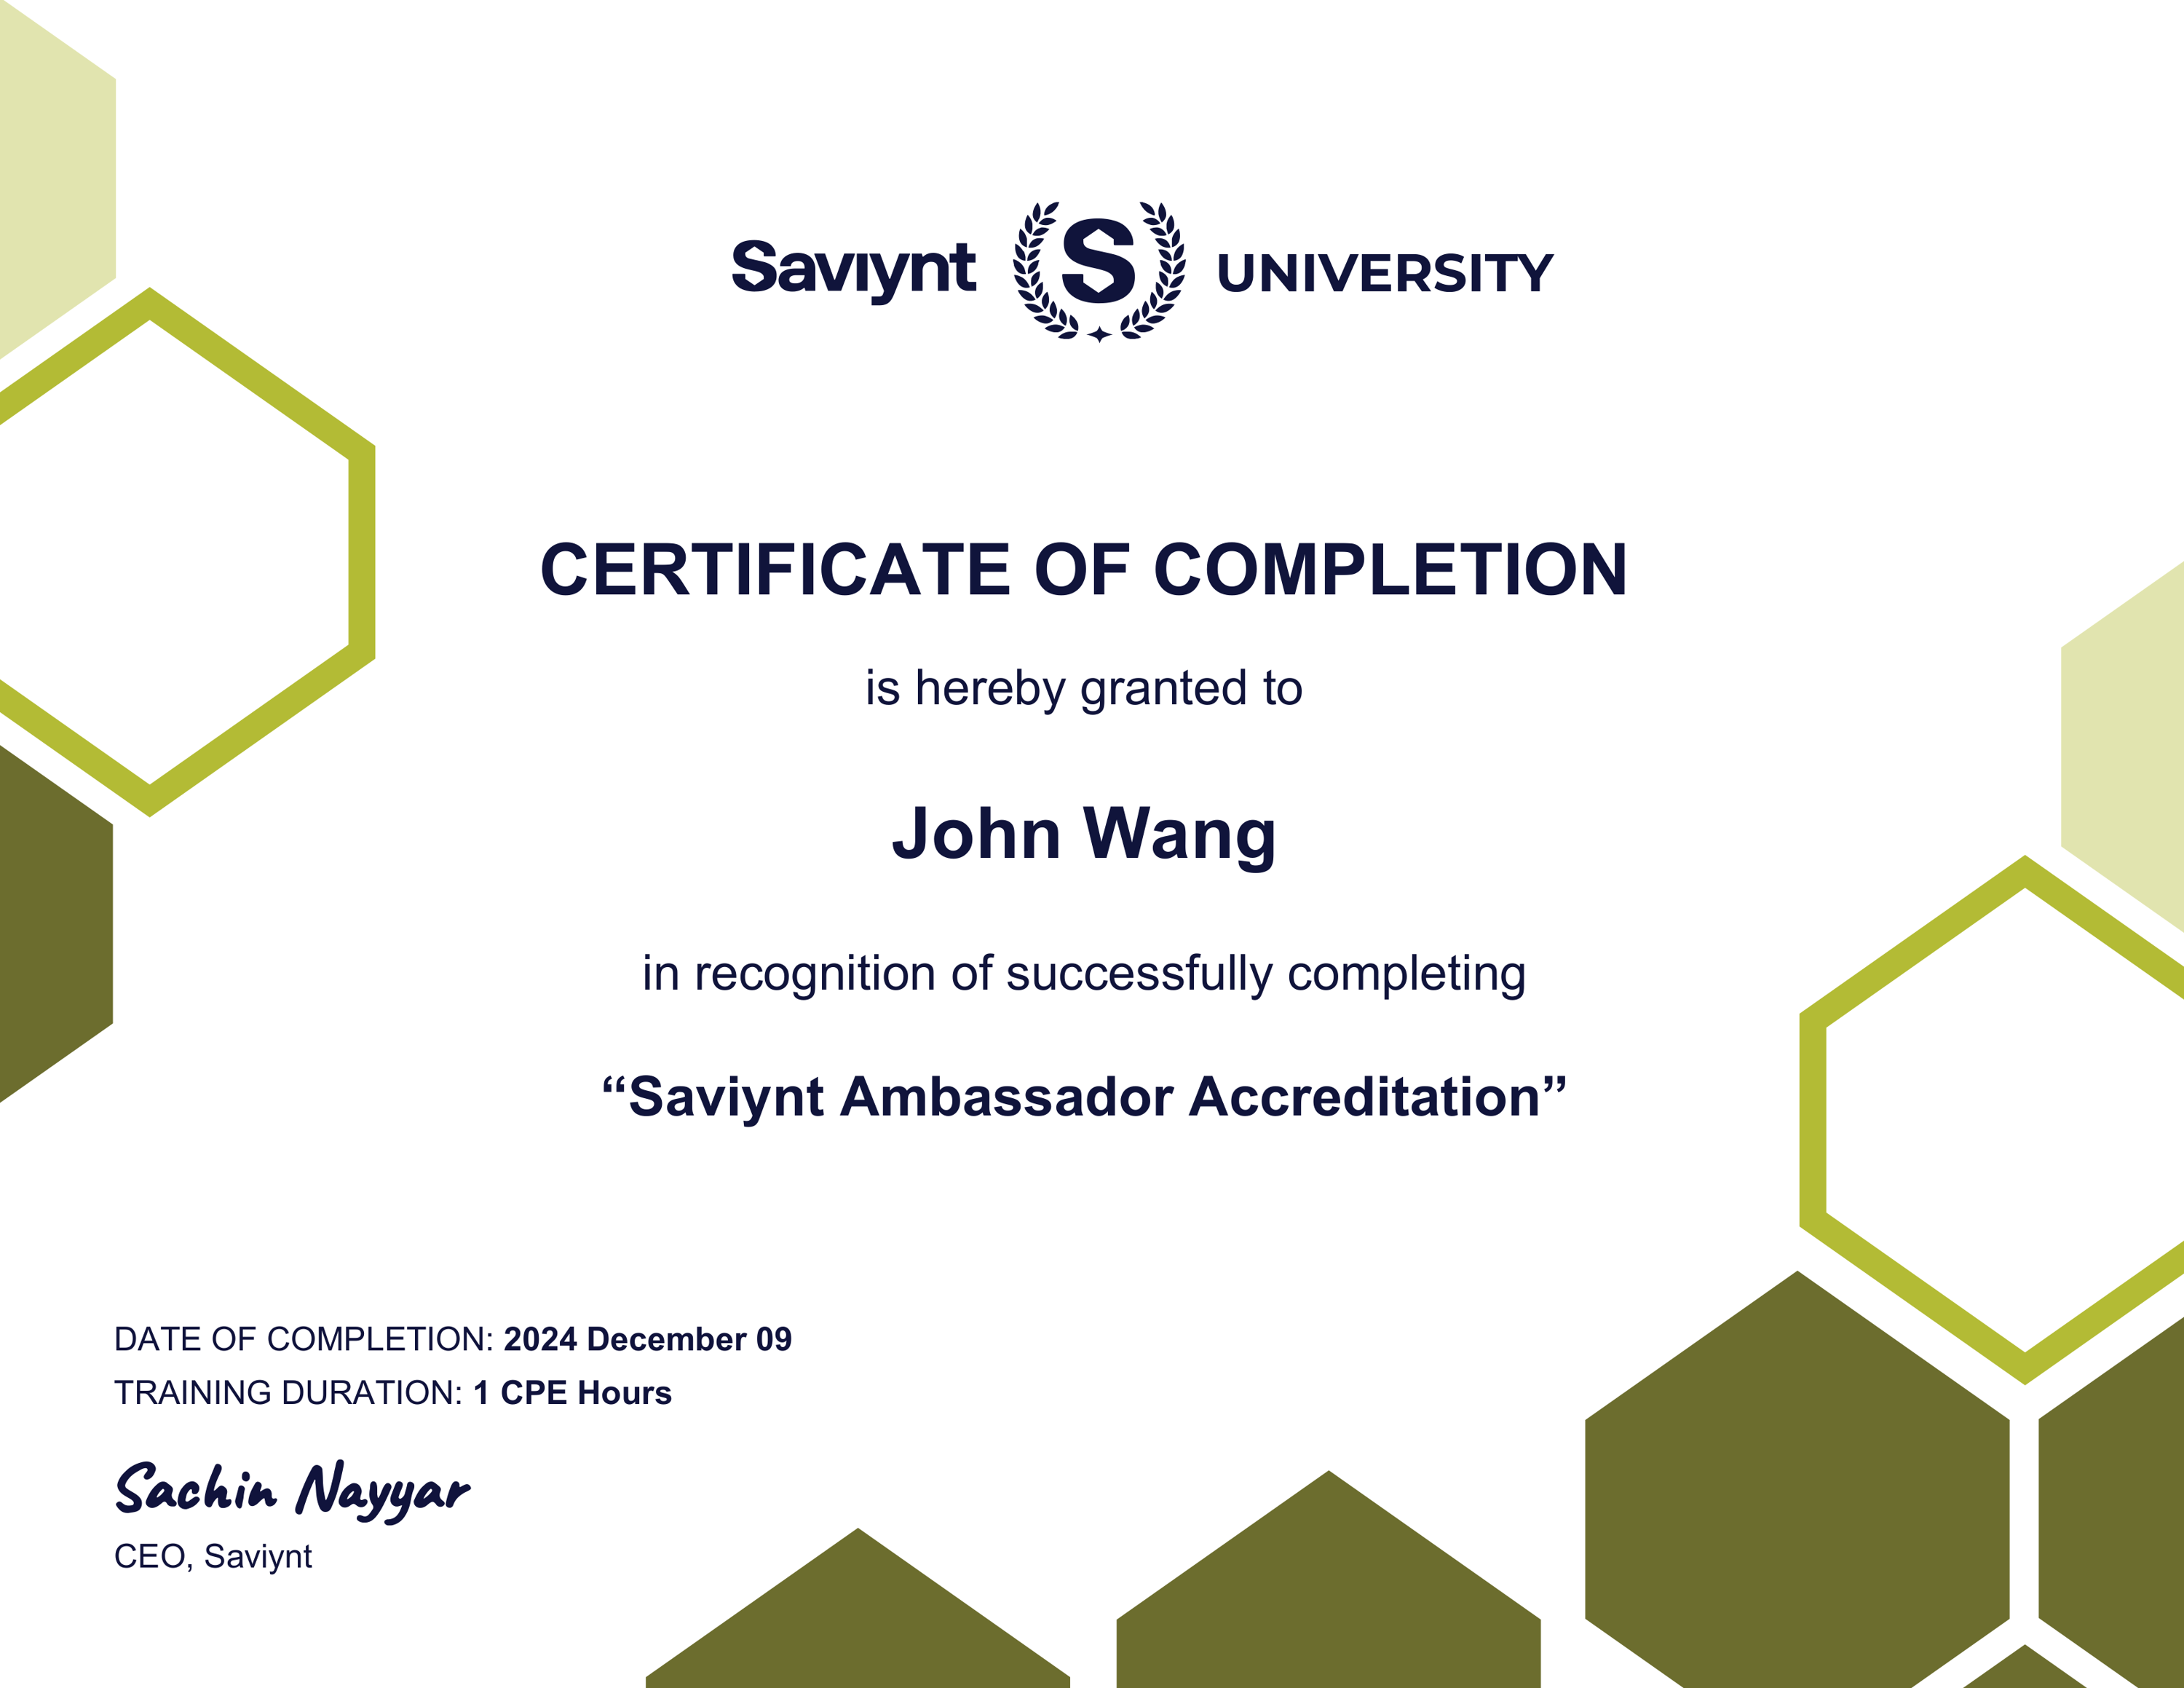 Saviynt S UNIVERSITY
CERTIFICATE OF COMPLETION
is hereby granted to
John Wang
in recognition of successfully completing
“Saviynt Ambassador Accreditation”
DATE OF COMPLETION: 2024 December 09
TRAINING DURATION: 1 CPE Hours
Sachin Nayyar
CEO, Saviynt